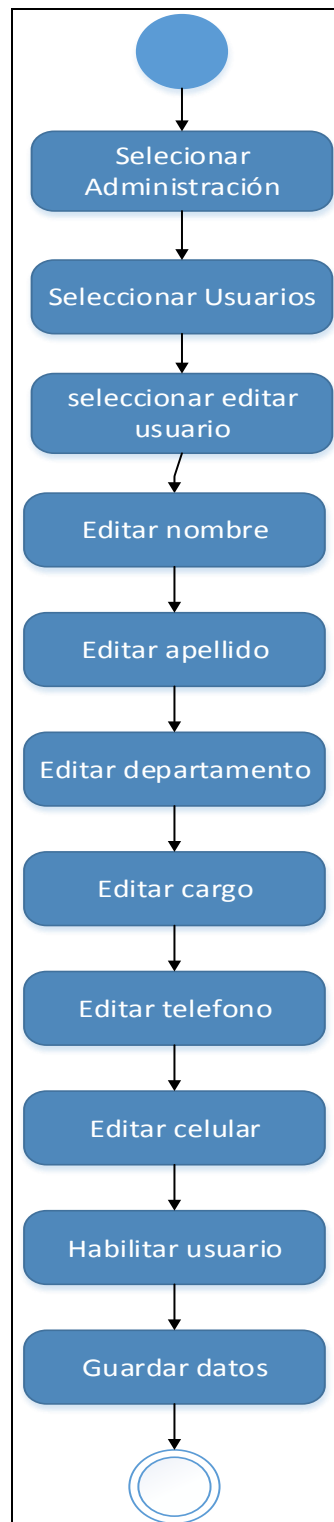 Selecionar
Administración
Seleccionar Usuarios
seleccionar editar
usuario
Editar nombre
Editar apellido
Editar departamento
Editar cargo
Editar telefono
Editar celular
Habilitar usuario
Guardar datos